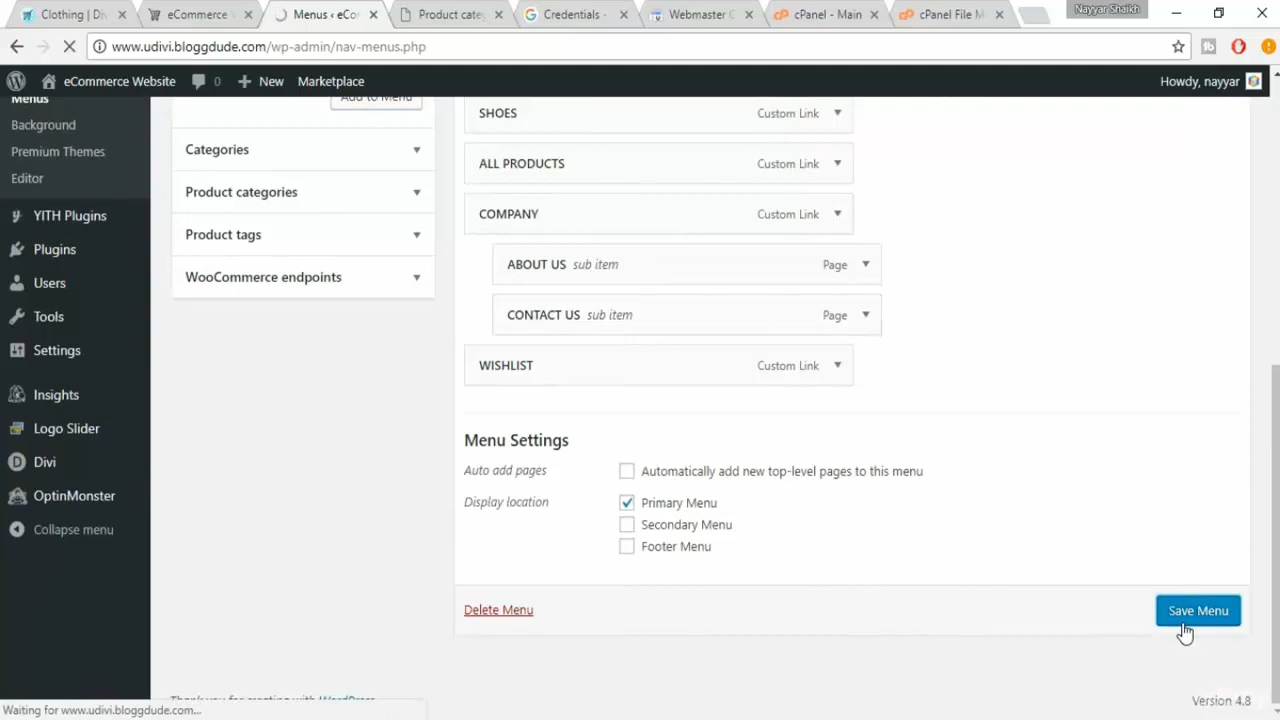 Clothing | Di
eCommerce W
Menus ‹ eCo
Product cate
Credentials -
Webmaster C
cPanel - Main
cPanel File M
Nayyar Shaikh
www.udivi.bloggdude.com/wp-admin/nav-menus.php
eCommerce Website
0
New
Marketplace
Howdy, nayyar
Menus
Background
Premium Themes
Editor
YITH Plugins
Plugins
Users
Tools
Settings
Insights
Logo Slider
Divi
OptinMonster
Collapse menu
Add to Menu
Categories
Product categories
Product tags
WooCommerce endpoints
SHOES Custom Link
ALL PRODUCTS Custom Link
COMPANY Custom Link
ABOUT US sub item Page
CONTACT US sub item Page
WISHLIST Custom Link
Menu Settings
Auto add pages Automatically add new top-level pages to this menu
Display location Primary Menu
Secondary Menu
Footer Menu
Delete Menu
Save Menu
Thank you for creating with WordPress
Version 4.8
Waiting for www.udivi.bloggdude.com...